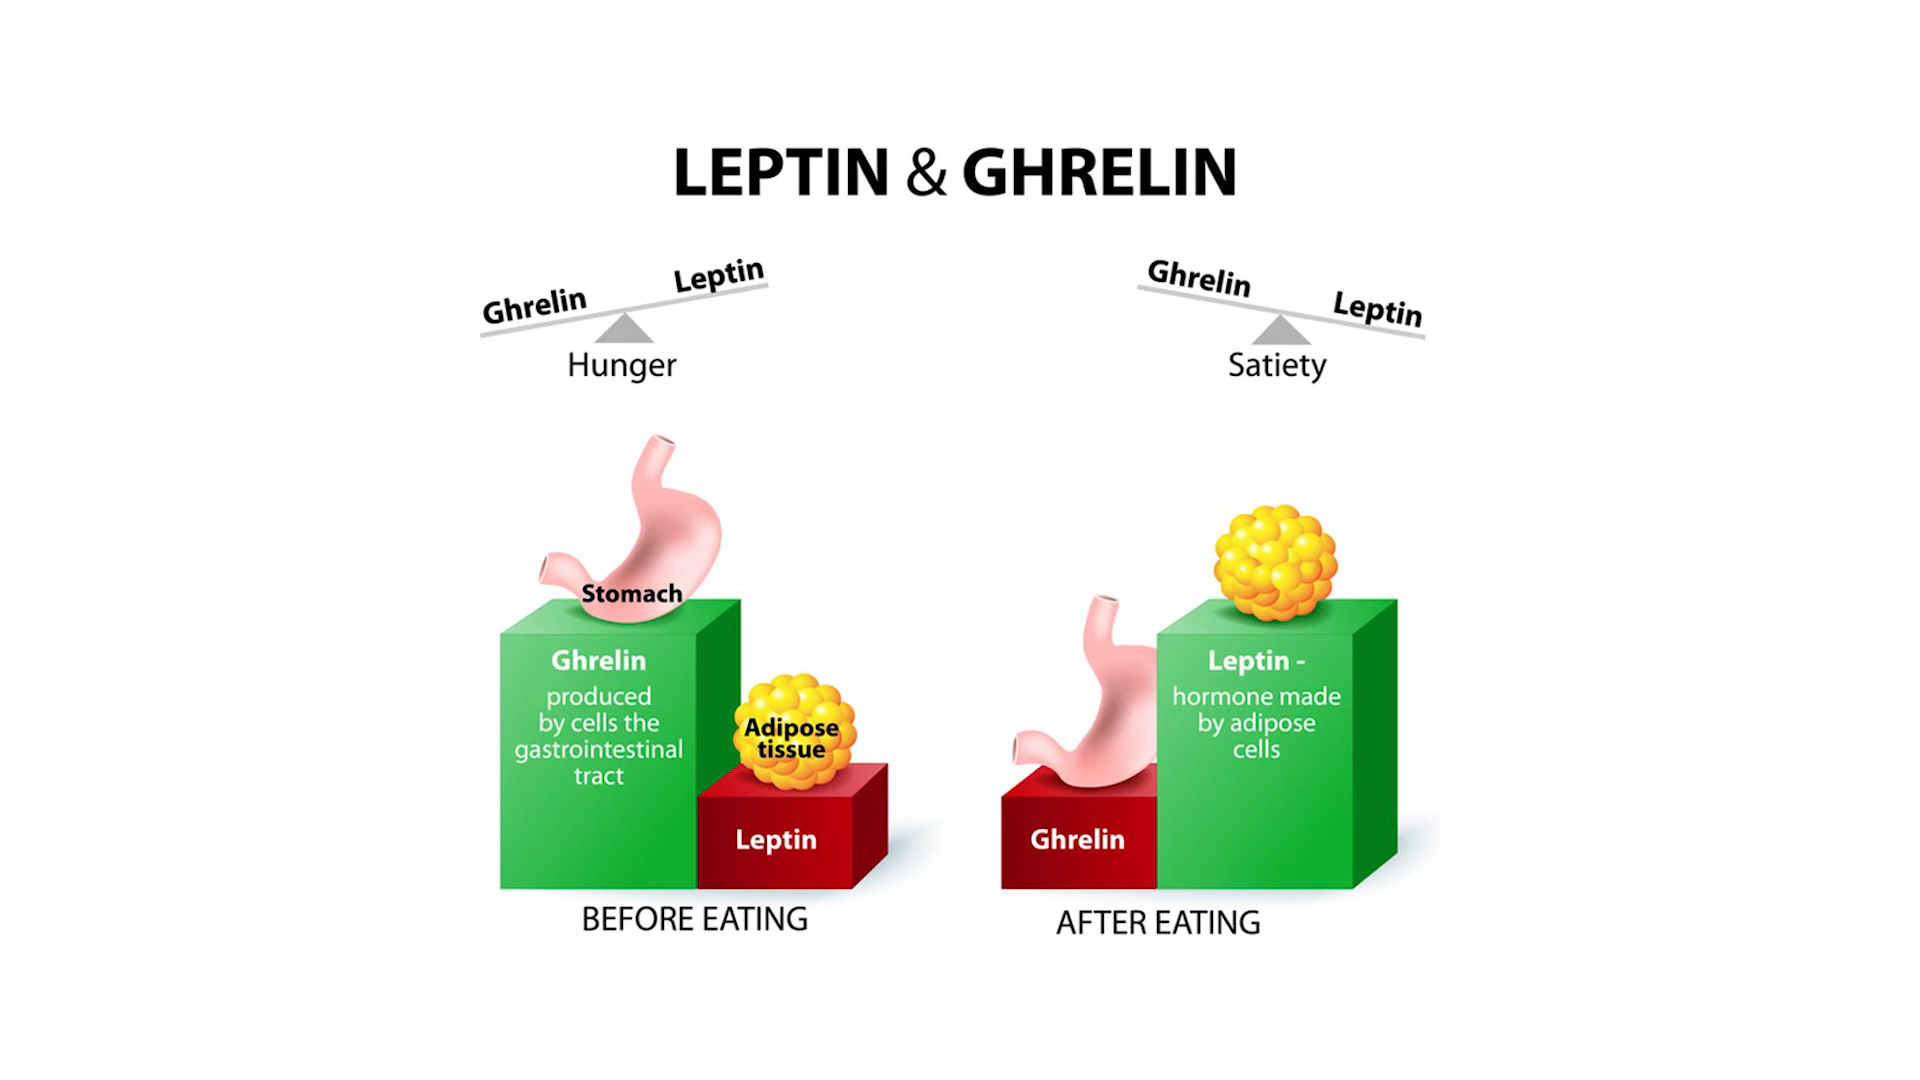 LEPTIN & GHRELIN
Ghrelin
Leptin
Hunger
Ghrelin
Leptin
Satiety
Stomach
Ghrelin
produced
by cells the
gastrointestinal
tract
Adipose
tissue
Leptin
BEFORE EATING
Leptin -
hormone made
by adipose
cells
Ghrelin
AFTER EATING